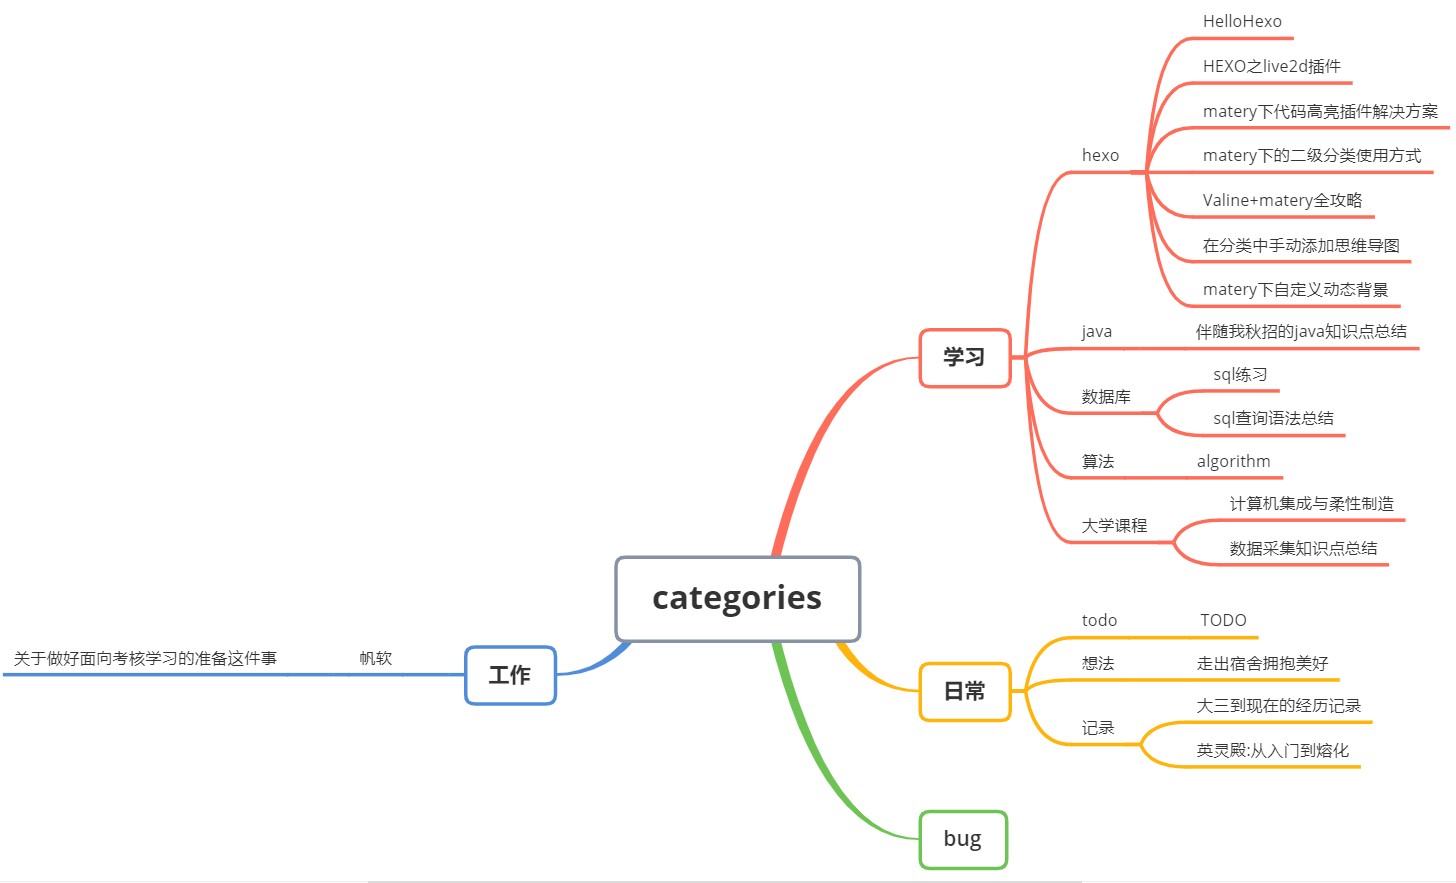 HelloHexo
HEXO之live2d插件
matery下代码高亮插件解决方案
hexo
matery下的二级分类使用方式
Valine+matery全攻略
在分类中手动添加思维导图
matery下自定义动态背景
学习
java
伴随我秋招的java知识点总结
数据库
sql练习
sql查询语法总结
算法
algorithm
大学课程
计算机集成与柔性制造
数据采集知识点总结
categories
关于做好面向考核学习的准备这件事
帆软
工作
日常
todo
TODO
想法
走出宿舍拥抱美好
记录
大三到现在的经历记录
英灵殿:从入门到熔化
bug